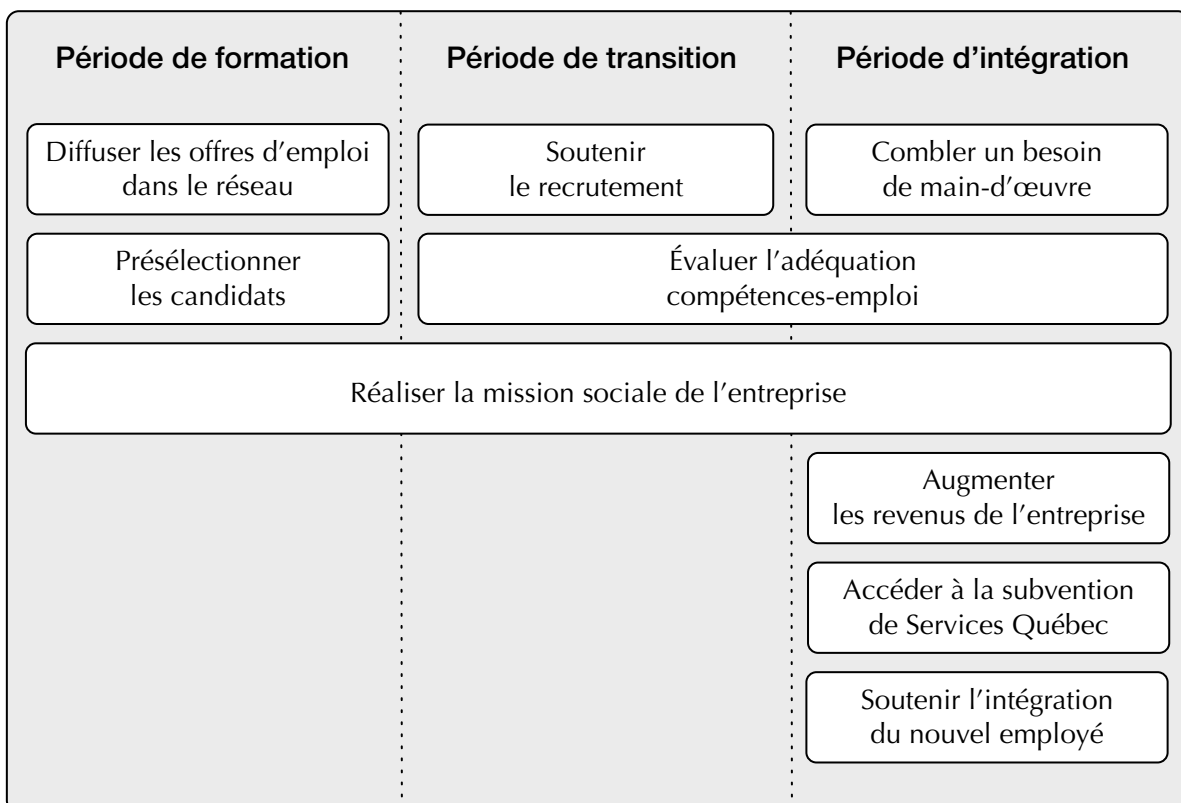 Période de formation
Période de transition
Période d’intégration
Diffuser les offres d’emploi
dans le réseau
Soutenir
le recrutement
Combler un besoin
de main-d’œuvre
Présélectionner
les candidats
Évaluer l’adéquation
compétences-emploi
Réaliser la mission sociale de l’entreprise
Augmenter
les revenus de l’entreprise
Accéder à la subvention
de Services Québec
Soutenir l’intégration
du nouvel employé